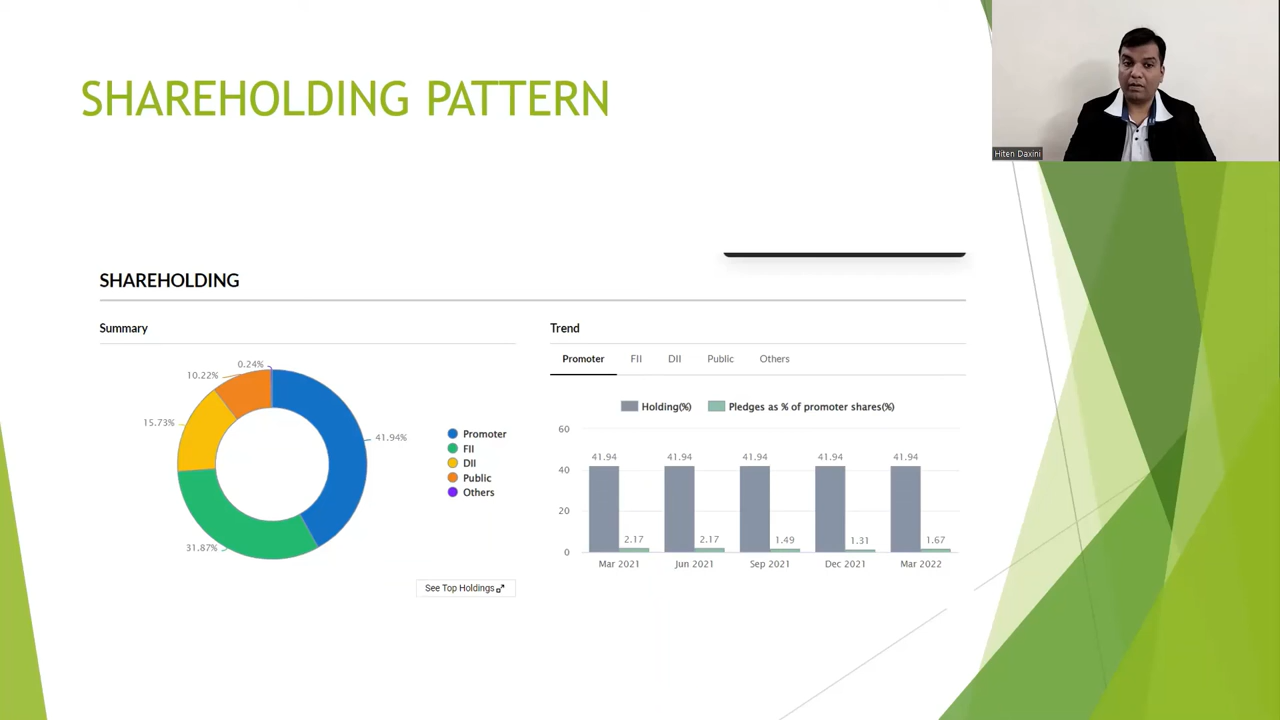 SHAREHOLDING PATTERN
Hiten Daxini
SHAREHOLDING
Summary
0.24%
10.22%
15.73%
41.94%
31.87%
Promoter
FII
DII
Public
Others
See Top Holdings
Trend
Promoter FII DII Public Others
Holding(%) Pledges as % of promoter shares(%)
60
40
20
0
41.94 41.94 41.94 41.94 41.94
2.17 2.17 1.49 1.31 1.67
Mar 2021 Jun 2021 Sep 2021 Dec 2021 Mar 2022